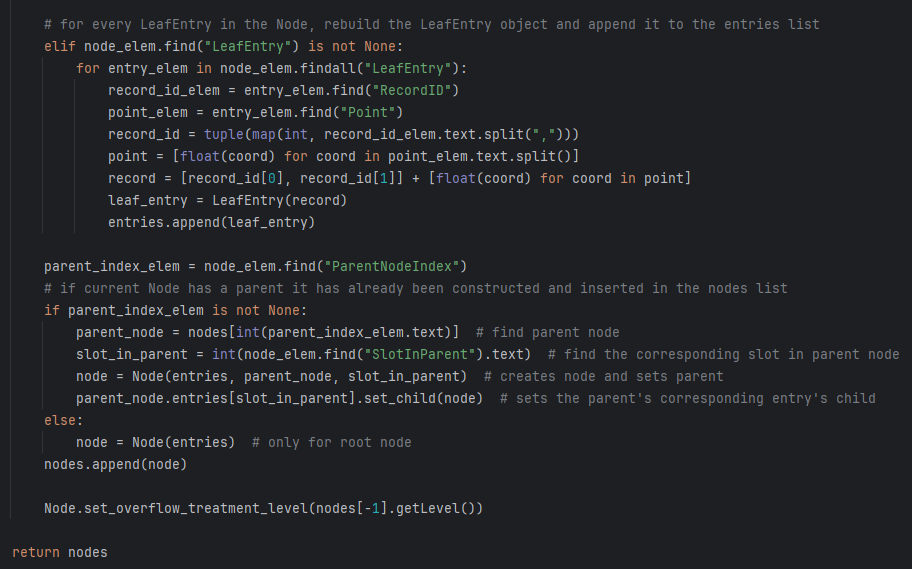 # for every LeafEntry in the Node, rebuild the LeafEntry object and append it to the entries list
elif node_elem.find("LeafEntry") is not None:
for entry_elem in node_elem.findall("LeafEntry"):
record_id_elem = entry_elem.find("RecordID")
point_elem = entry_elem.find("Point")
record_id = tuple(map(int, record_id_elem.text.split(",")))
point = [float(coord) for coord in point_elem.text.split()]
record = [record_id[0], record_id[1]] + [float(coord) for coord in point]
leaf_entry = LeafEntry(record)
entries.append(leaf_entry)
parent_index_elem = node_elem.find("ParentNodeIndex")
# if current Node has a parent it has already been constructed and inserted in the nodes list
if parent_index_elem is not None:
parent_node = nodes[int(parent_index_elem.text)]  # find parent node
slot_in_parent = int(node_elem.find("SlotInParent").text)  # find the corresponding slot in parent node
node = Node(entries, parent_node, slot_in_parent)  # creates node and sets parent
parent_node.entries[slot_in_parent].set_child(node)  # sets the parent's corresponding entry's child
else:
node = Node(entries)  # only for root node
nodes.append(node)
Node.set_overflow_treatment_level(nodes[-1].getLevel())
return nodes